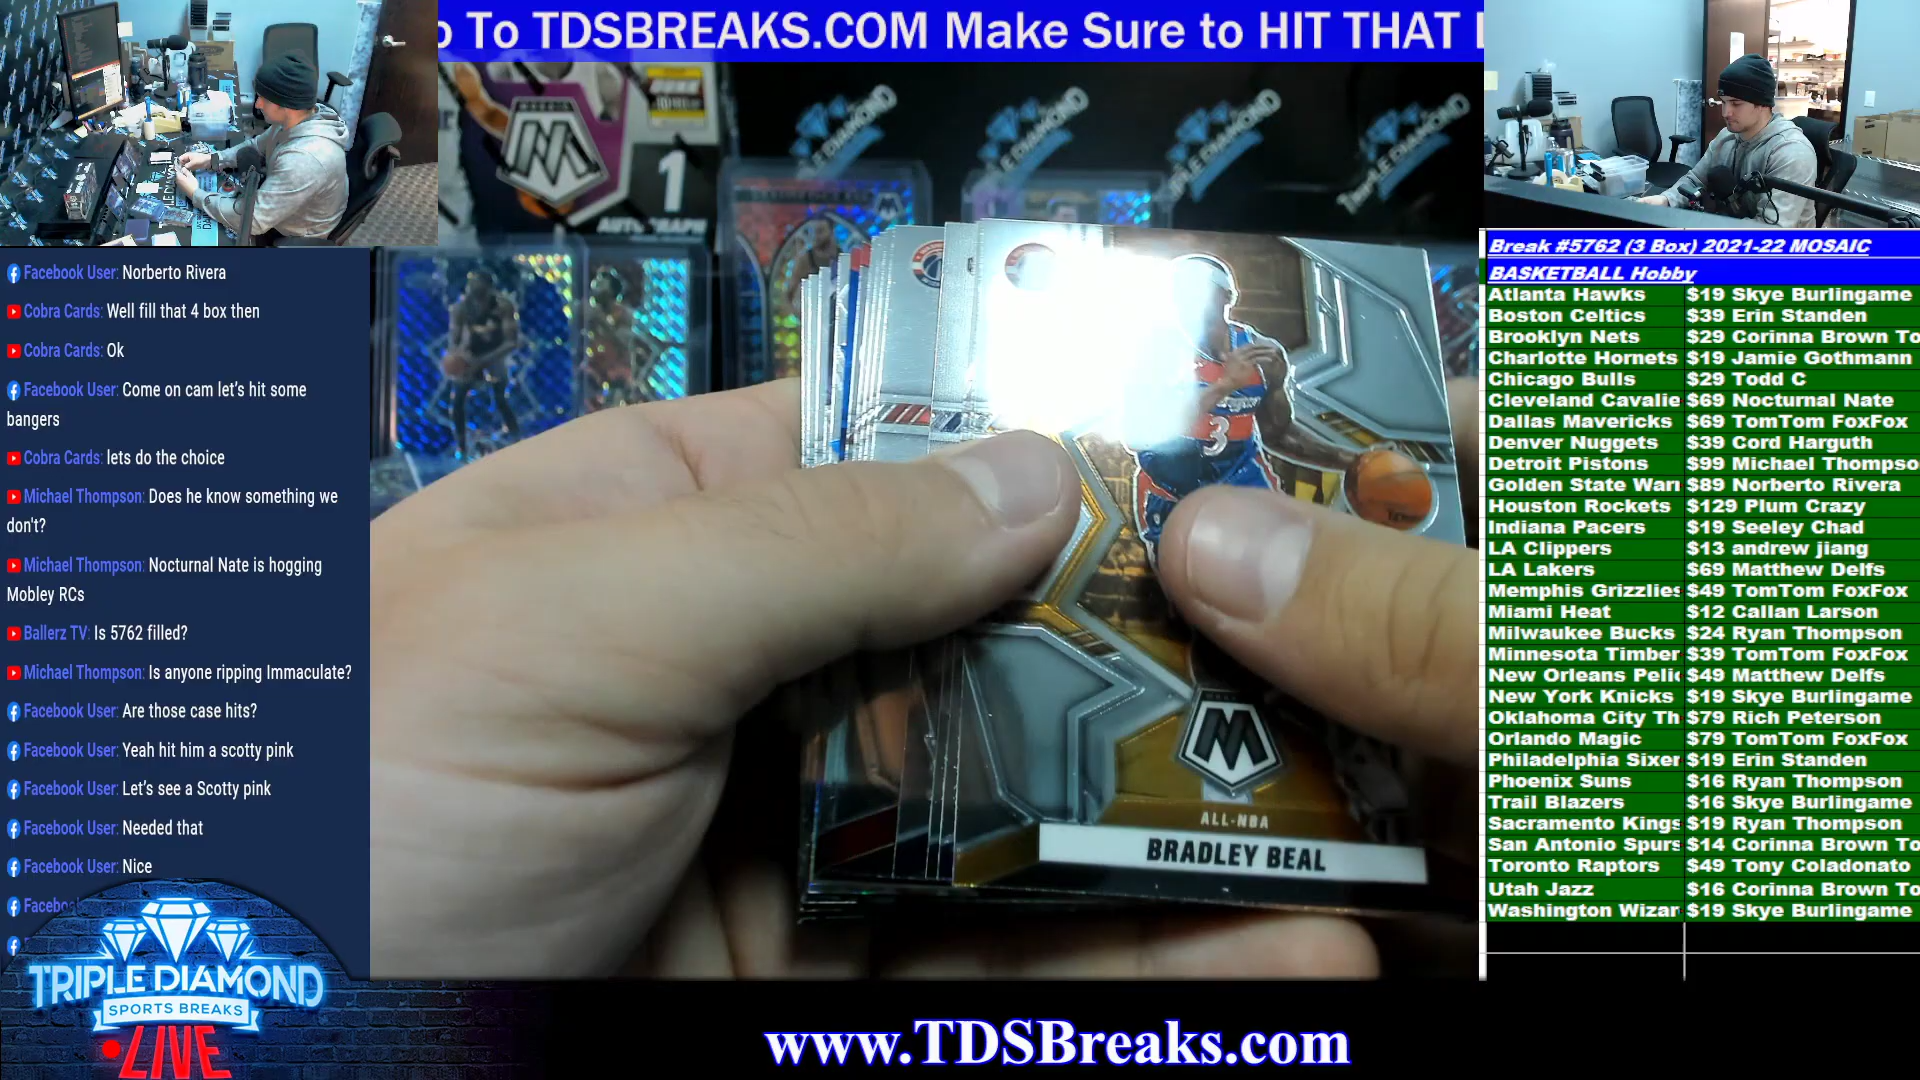 o To TDSBREAKS.COM Make Sure to HIT THAT
Facebook User: Norberto Rivera
Cobra Cards: Well fill that 4 box then
Cobra Cards: Ok
Facebook User: Come on cam let's hit some
bangers
Cobra Cards: lets do the choice
Michael Thompson: Does he know something we
don't?
Michael Thompson: Nocturnal Nate is hogging
Mobley RCs
Ballerz TV: Is 5762 filled?
Michael Thompson: Is anyone ripping Immaculate?
Facebook User: Are those case hits?
Facebook User: Yeah hit him a scotty pink
Facebook User: Let's see a Scotty pink
Facebook User: Needed that
Facebook User: Nice
Facebo
TRIPLE DIAMOND
SPORTS BREAKS
LIVE
1
AUTOGRAPH
TRIPLE DIAMOND
3
ALL-NBA
BRADLEY BEAL
www.TDSBreaks.com
Break #5762 (3 Box) 2021-22 MOSAIC
BASKETBALL Hobby
Atlanta Hawks $19 Skye Burlingame
Boston Celtics $39 Erin Standen
Brooklyn Nets $29 Corinna Brown To
Charlotte Hornets $19 Jamie Gothmann
Chicago Bulls $29 Todd C
Cleveland Cavalie $69 Nocturnal Nate
Dallas Mavericks $69 TomTom FoxFox
Denver Nuggets $39 Cord Harguth
Detroit Pistons $99 Michael Thompso
Golden State Warr $89 Norberto Rivera
Houston Rockets $129 Plum Crazy
Indiana Pacers $19 Seeley Chad
LA Clippers $13 andrew jiang
LA Lakers $69 Matthew Delfs
Memphis Grizzlies $49 TomTom FoxFox
Miami Heat $12 Callan Larson
Milwaukee Bucks $24 Ryan Thompson
Minnesota Timber $39 TomTom FoxFox
New Orleans Pelic $49 Matthew Delfs
New York Knicks $19 Skye Burlingame
Oklahoma City Th $79 Rich Peterson
Orlando Magic $79 TomTom FoxFox
Philadelphia Sixer $19 Erin Standen
Phoenix Suns $16 Ryan Thompson
Trail Blazers $16 Skye Burlingame
Sacramento Kings $19 Ryan Thompson
San Antonio Spurs $14 Corinna Brown To
Toronto Raptors $49 Tony Coladonato
Utah Jazz $16 Corinna Brown To
Washington Wizar $19 Skye Burlingame